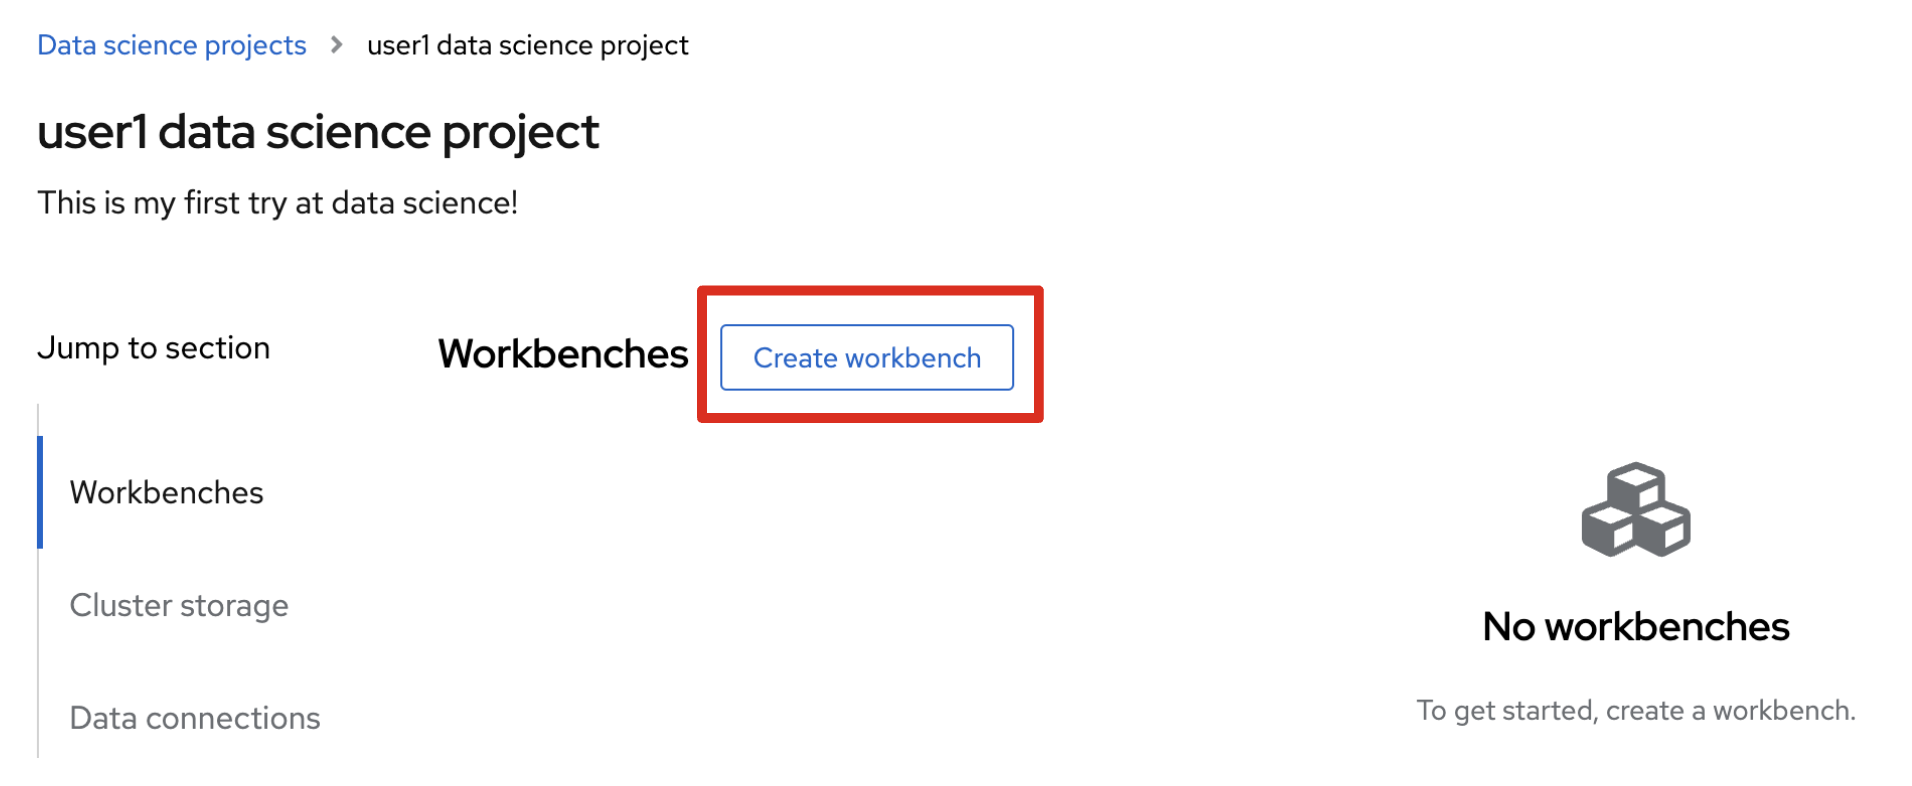 Data science projects > user1 data science project
user1 data science project
This is my first try at data science!
Jump to section
Workbenches
Cluster storage
Data connections
Workbenches Create workbench
No workbenches
To get started, create a workbench.